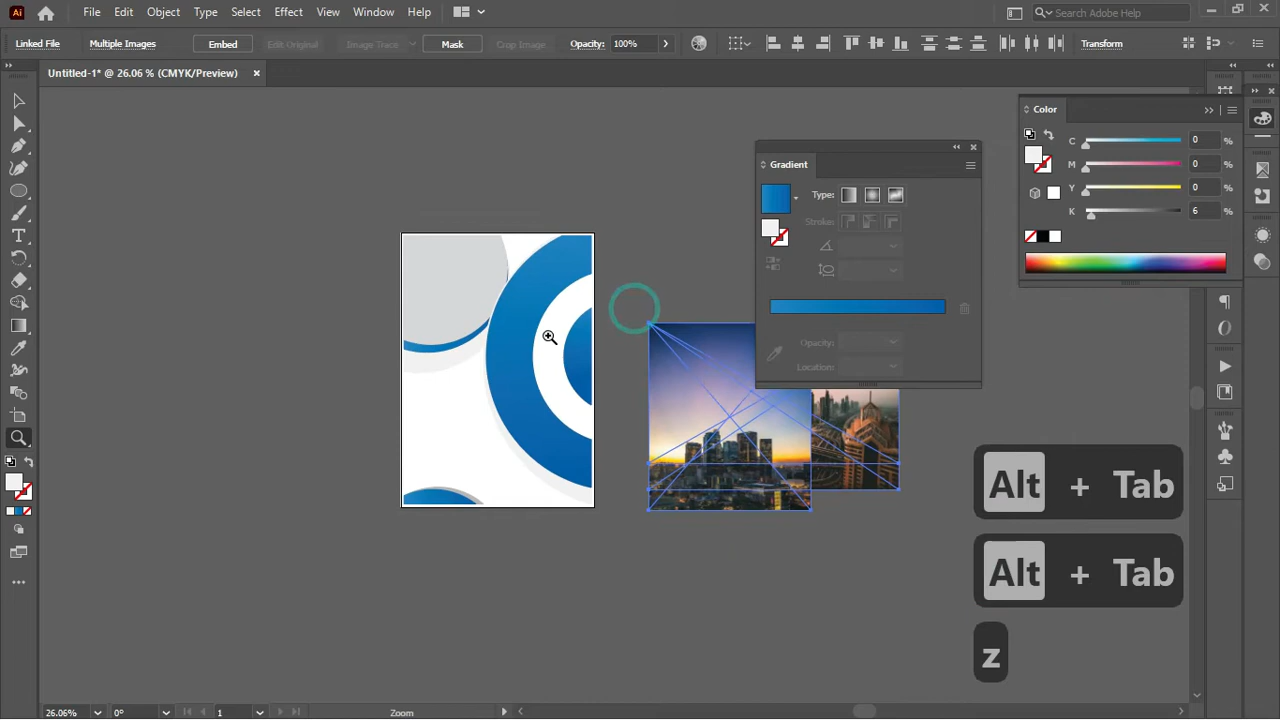 Ai File Edit Object Type Select Effect View Window Help Search Adobe Help
Linked File Multiple Images Embed Edit Original Image Trace Mask Crop Image Opacity: 100% Transform
Untitled-1* @ 26.06 % (CMYK/Preview)
Color
C 0 %
M 0 %
Y 0 %
K 6 %
Gradient
Type:
Stroke:
Opacity:
Location:
Alt + Tab
Alt + Tab
z
26.06% 0° 1 Zoom